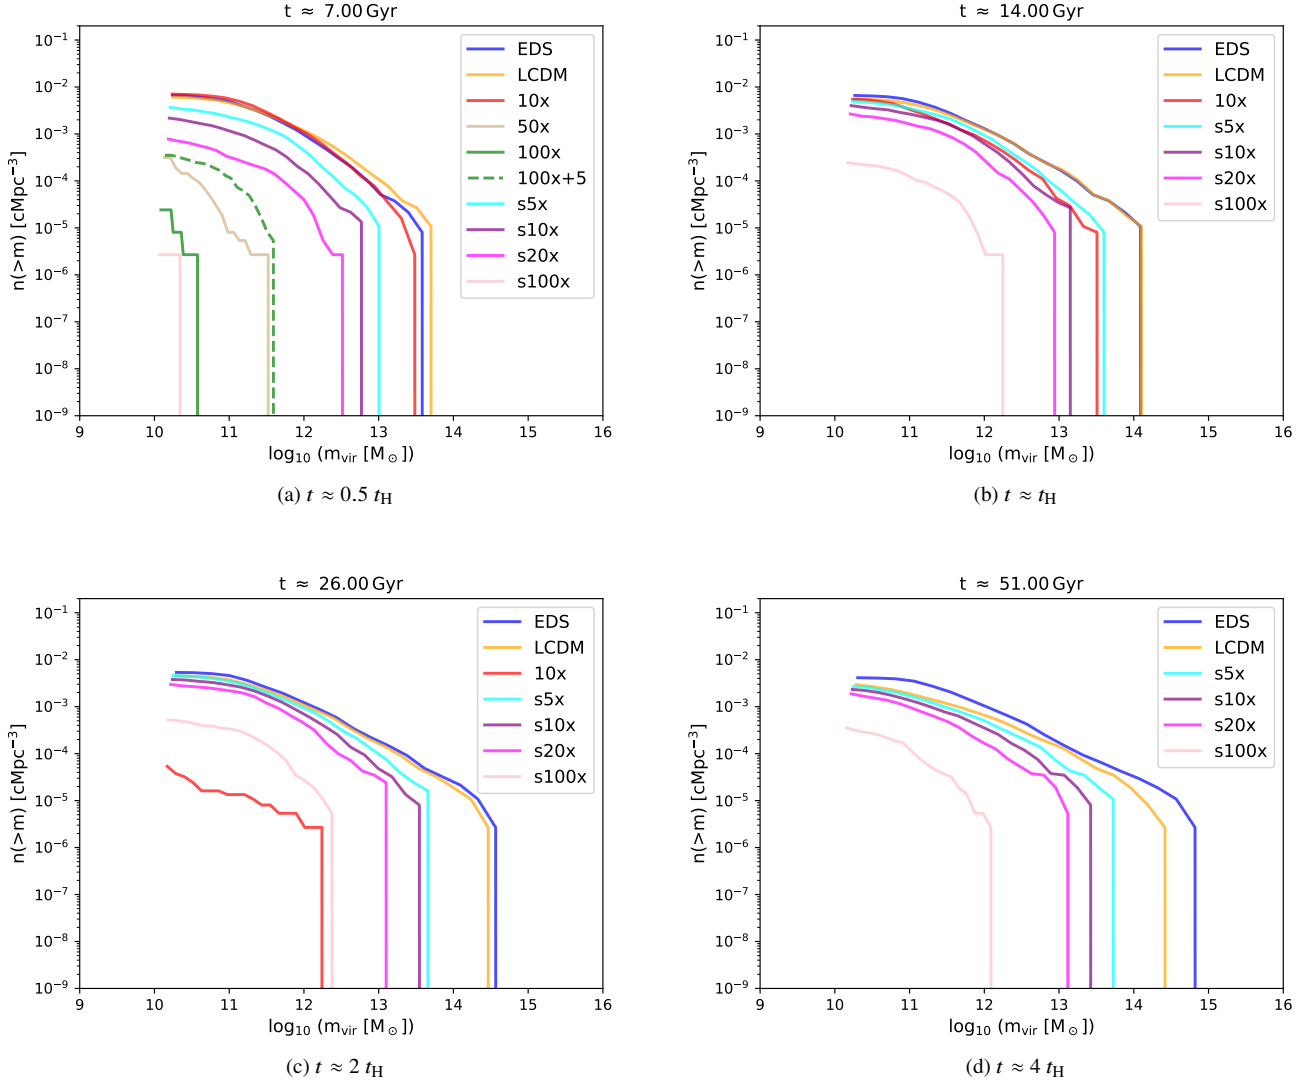 t ≈ 7.00 Gyr
10⁻¹
10⁻²
10⁻³
10⁻⁴
10⁻⁵
10⁻⁶
10⁻⁷
10⁻⁸
10⁻⁹
n(>m) [cMpc⁻³]
EDS
LCDM
10x
50x
100x
100x+5
s5x
s10x
s20x
s100x
9 10 11 12 13 14 15 16
log₁₀ (m_vir [M_⊙])
(a) t ≈ 0.5 t_H
t ≈ 14.00 Gyr
10⁻¹
10⁻²
10⁻³
10⁻⁴
10⁻⁵
10⁻⁶
10⁻⁷
10⁻⁸
10⁻⁹
n(>m) [cMpc⁻³]
EDS
LCDM
10x
s5x
s10x
s20x
s100x
9 10 11 12 13 14 15 16
log₁₀ (m_vir [M_⊙])
(b) t ≈ t_H
t ≈ 26.00 Gyr
10⁻¹
10⁻²
10⁻³
10⁻⁴
10⁻⁵
10⁻⁶
10⁻⁷
10⁻⁸
10⁻⁹
n(>m) [cMpc⁻³]
EDS
LCDM
10x
s5x
s10x
s20x
s100x
9 10 11 12 13 14 15 16
log₁₀ (m_vir [M_⊙])
(c) t ≈ 2 t_H
t ≈ 51.00 Gyr
10⁻¹
10⁻²
10⁻³
10⁻⁴
10⁻⁵
10⁻⁶
10⁻⁷
10⁻⁸
10⁻⁹
n(>m) [cMpc⁻³]
EDS
LCDM
s5x
s10x
s20x
s100x
9 10 11 12 13 14 15 16
log₁₀ (m_vir [M_⊙])
(d) t ≈ 4 t_H